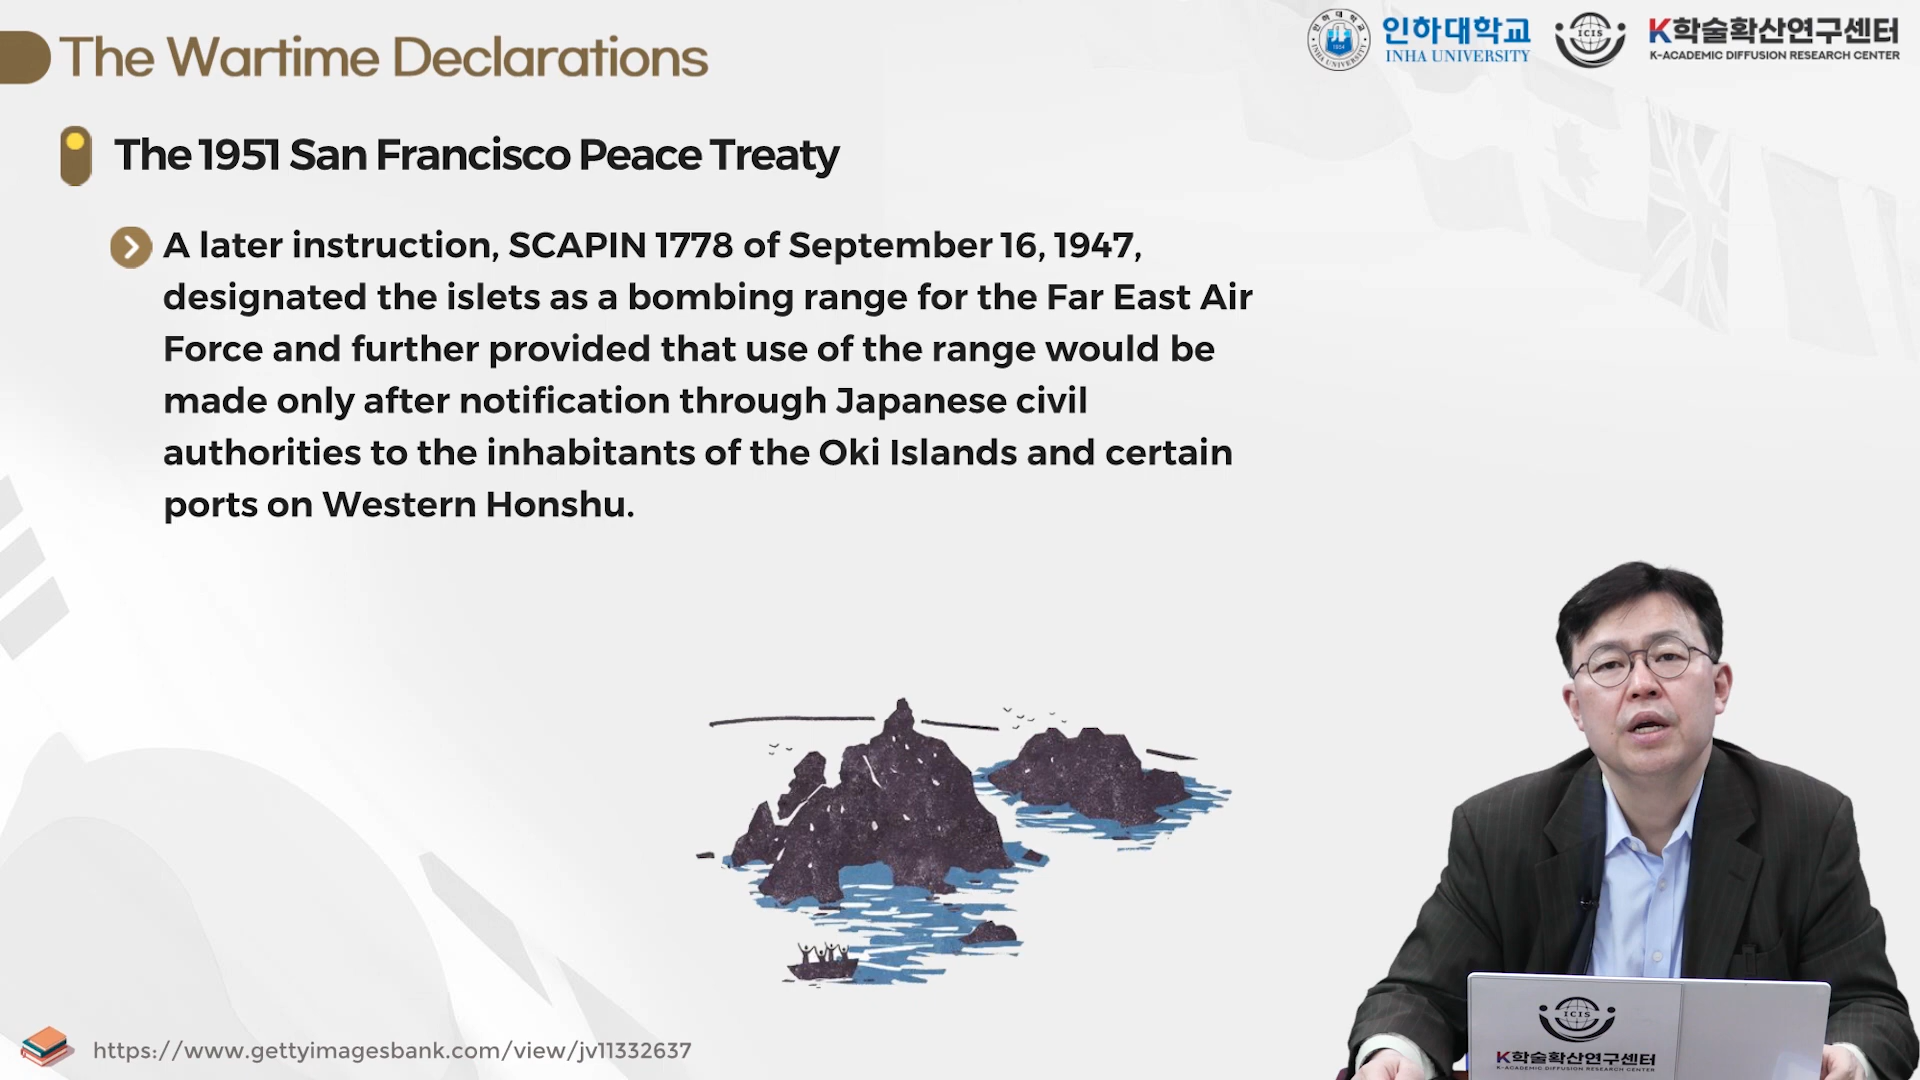 The Wartime Declarations
인하대학교
INHA UNIVERSITY
ICIS
K학술확산연구센터
K-ACADEMIC DIFFUSION RESEARCH CENTER
The 1951 San Francisco Peace Treaty
A later instruction, SCAPIN 1778 of September 16, 1947,
designated the islets as a bombing range for the Far East Air
Force and further provided that use of the range would be
made only after notification through Japanese civil
authorities to the inhabitants of the Oki Islands and certain
ports on Western Honshu.
ICIS
K학술확산연구센터
K-ACADEMIC DIFFUSION RESEARCH CENTER
https://www.gettyimagesbank.com/view/jv11332637